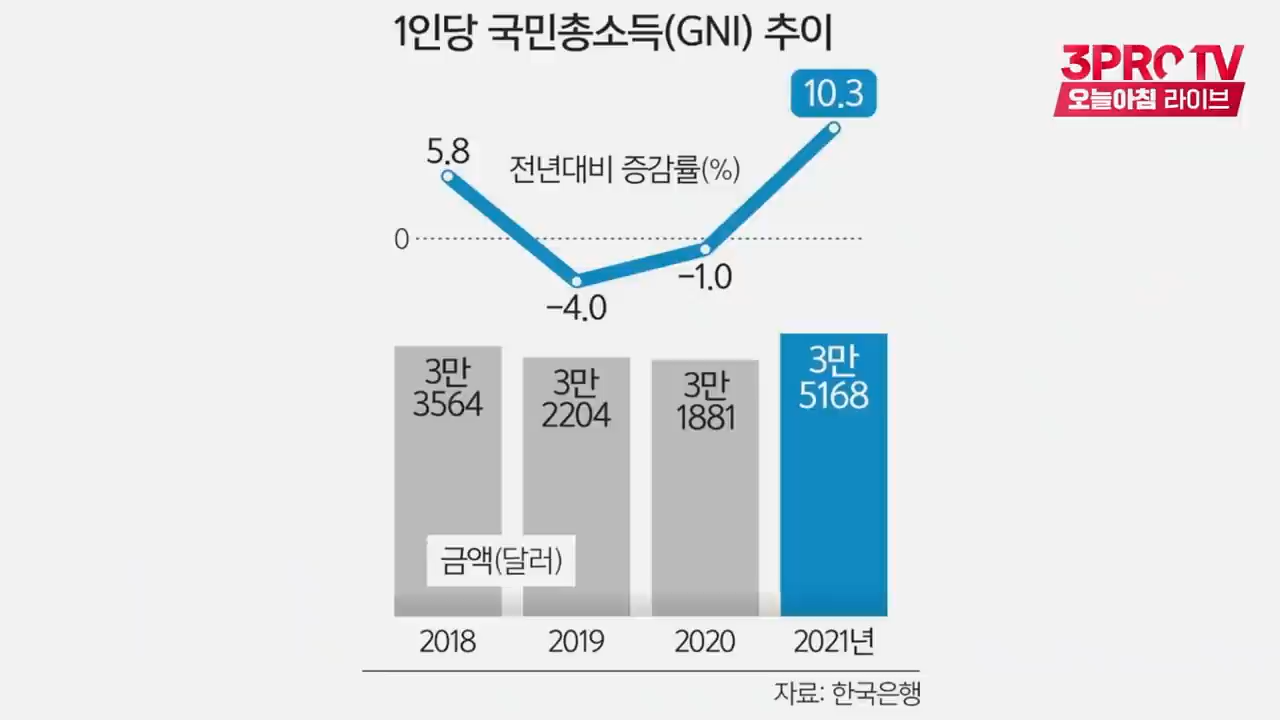 1인당 국민총소득(GNI) 추이
3PRO TV
오늘아침 라이브
10.3
5.8
전년대비 증감률(%)
0
-1.0
-4.0
3만
3564
3만
2204
3만
1881
3만
5168
금액(달러)
2018
2019
2020
2021년
자료: 한국은행